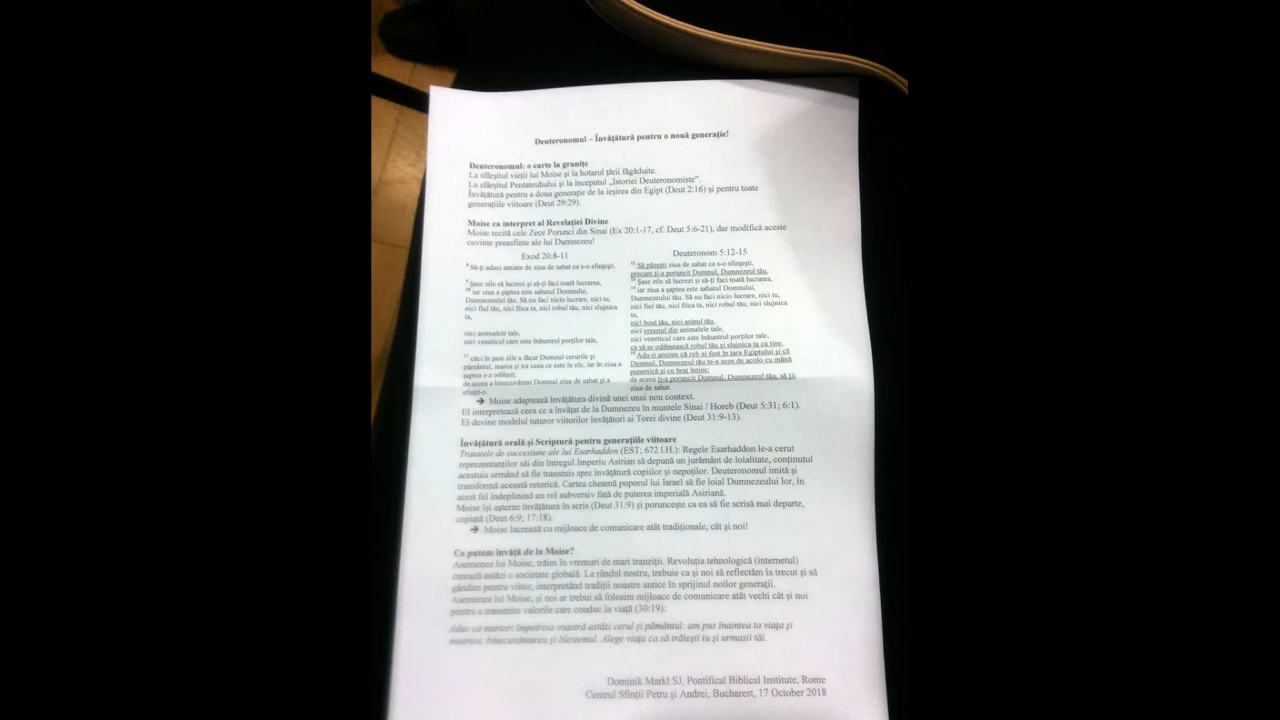 Deuteronomul – Învățătură pentru o nouă generație!
Deuteronomul: o carte la granițe
La sfârșitul vieții lui Moise și la hotarul țării făgăduite.
La sfârșitul Pentateuhului și la începutul „Istoriei Deuteronomiste”.
Învățătură pentru a doua generație de la ieșirea din Egipt (Deut 2:16) și pentru toate
generațiile viitoare (Deut 29:29).
Moise ca interpret al Revelației Divine
Moise recită cele Zece Porunci din Sinai (Ex 20:1-17, cf. Deut 5:6-21), dar modifică aceste
cuvinte preasfinte ale lui Dumnezeu!
Exod 20:8-11
8 Să-ți aduci aminte de ziua de sabat ca s-o sfințești.
9 Șase zile să lucrezi și să-ți faci toată lucrarea,
10 iar ziua a șaptea este sabatul Domnului,
Dumnezeului tău. Să nu faci nicio lucrare, nici tu,
nici fiul tău, nici fiica ta, nici robul tău, nici slujnica
ta,
nici animalele tale,
nici veneticul care este înăuntrul porților tale,
11 căci în șase zile a făcut Domnul cerurile și
pământul, marea și tot ceea ce este în ele, iar în ziua a
șaptea s-a odihnit;
de aceea a binecuvântat Domnul ziua de sabat și a
sfințit-o.
Deuteronom 5:12-15
12 Să păzești ziua de sabat ca s-o sfințești,
precum ți-a poruncit Domnul, Dumnezeul tău.
13 Șase zile să lucrezi și să-ți faci toată lucrarea,
14 iar ziua a șaptea este sabatul Domnului,
Dumnezeului tău. Să nu faci nicio lucrare, nici tu,
nici fiul tău, nici fiica ta, nici robul tău, nici slujnica
ta,
nici boul tău, nici asinul tău,
nici vreunul din animalele tale,
nici veneticul care este înăuntrul porților tale,
ca să se odihnească robul tău și slujnica ta ca tine.
15 Adu-ți aminte că rob ai fost în țara Egiptului și că
Domnul, Dumnezeul tău te-a scos de acolo cu mână
puternică și cu braț întins;
de aceea ți-a poruncit Domnul, Dumnezeul tău, să ții
ziua de sabat.
➔ Moise adaptează învățătura divină unei unui nou context.
El interpretează ceea ce a învățat de la Dumnezeu în muntele Sinai / Horeb (Deut 5:31; 6:1).
El devine modelul tuturor viitorilor învățători ai Torei divine (Deut 31:9-13).
Învățătură orală și Scriptură pentru generațiile viitoare
Tratatele de succesiune ale lui Esarhaddon (EST; 672 î.H.): Regele Esarhaddon le-a cerut
reprezentanților săi din întregul Imperiu Asirian să depună un jurământ de loialitate, conținutul
acestuia urmând să fie transmis spre învățătură copiilor și nepoților. Deuteronomul imită și
transformă această retorică. Cartea cheamă poporul lui Israel să fie loial Dumnezeului lor, în
acest fel îndeplinind un rol subversiv față de puterea imperială Asiriană.
Moise își așterne învățătura în scris (Deut 31:9) și poruncește ca ea să fie scrisă mai departe,
copiată (Deut 6:9; 17:18).
➔ Moise lucrează cu mijloace de comunicare atât tradiționale, cât și noi!
Ce putem învăța de la Moise?
Asemenea lui Moise, trăim în vremuri de mari tranziții. Revoluția tehnologică (internetul)
creează astăzi o societate globală. La rândul nostru, trebuie ca și noi să reflectăm la trecut și să
gândim pentru viitor, interpretând tradiții noastre antice în sprijinul noilor generații.
Asemenea lui Moise, și noi ar trebui să folosim mijloace de comunicare atât vechi cât și noi
pentru a transmite valorile care conduc la viață (30:19):
Aduc ca martori împotriva voastră astăzi cerul și pământul: am pus înaintea ta viața și
moartea, binecuvântarea și blestemul. Alege viața ca să trăiești tu și urmașii tăi.
Dominik Markl SJ, Pontifical Biblical Institute, Rome
Centrul Sfinții Petru și Andrei, Bucharest, 17 October 2018